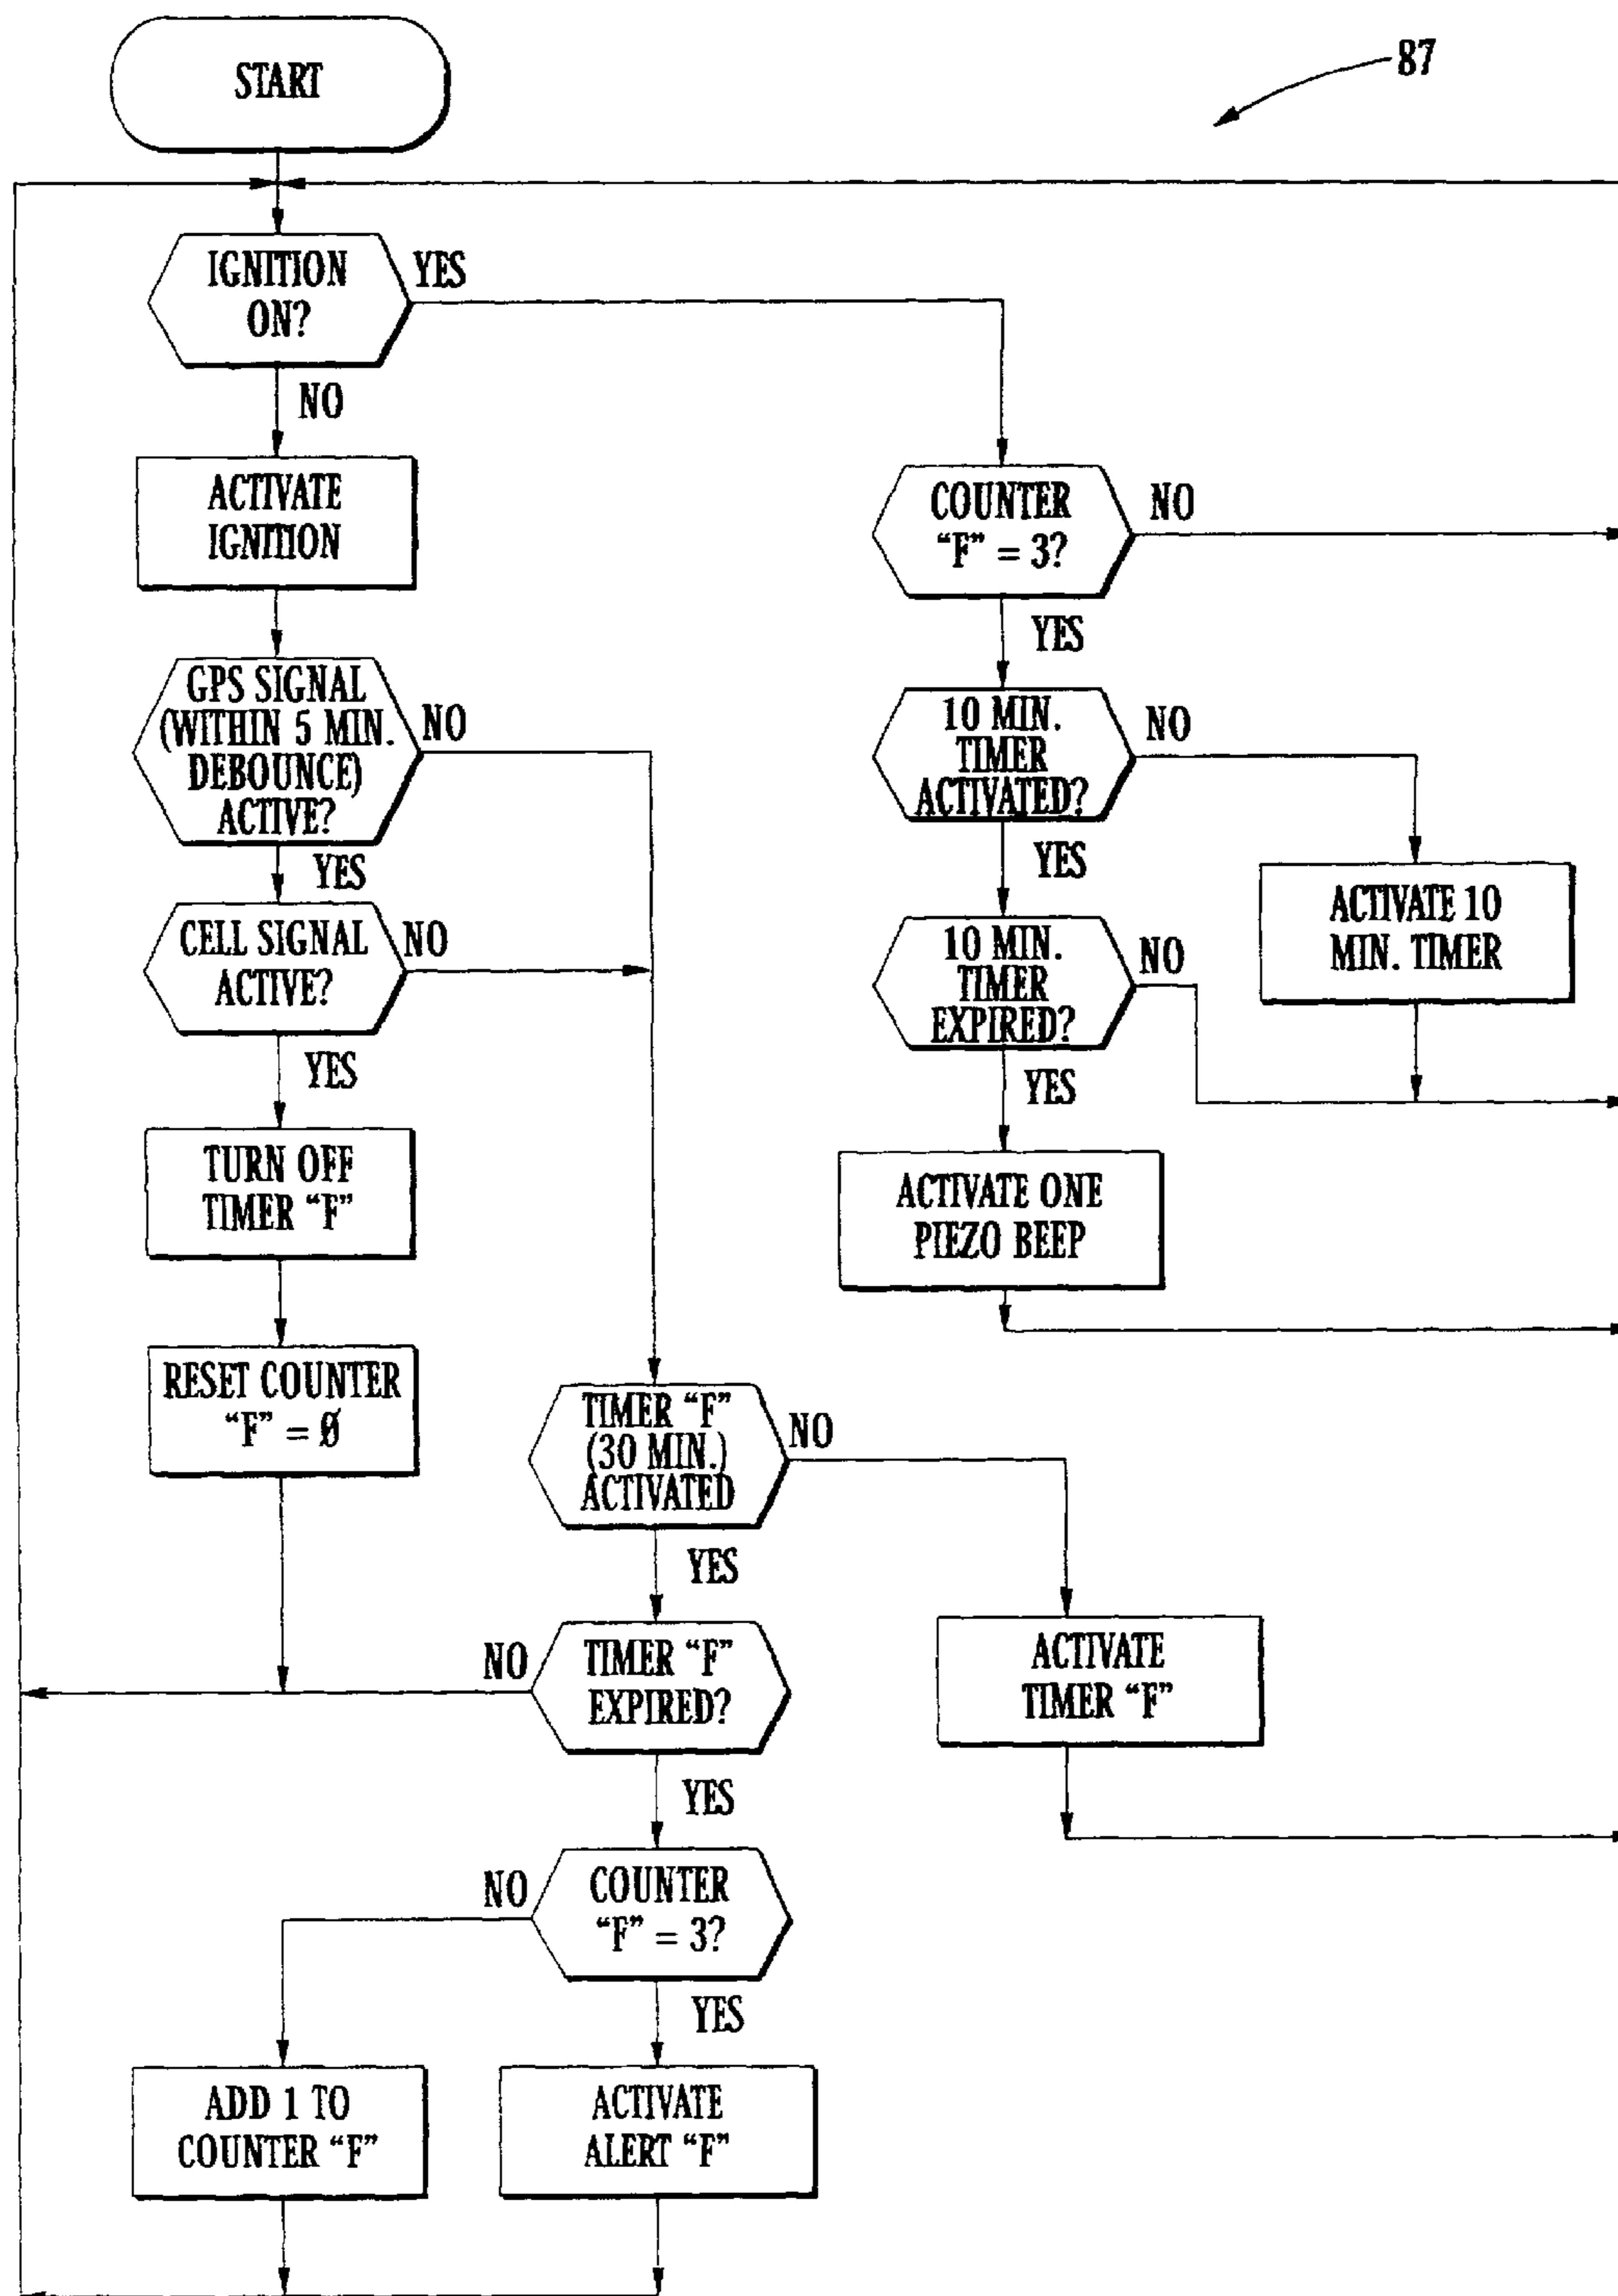 START
87
IGNITION
ON?
YES
NO
ACTIVATE
IGNITION
COUNTER
“F” = 3?
NO
YES
GPS SIGNAL
(WITHIN 5 MIN.
DEBOUNCE)
ACTIVE?
NO
YES
10 MIN.
TIMER
ACTIVATED?
NO
YES
CELL SIGNAL
ACTIVE?
NO
YES
10 MIN.
TIMER
EXPIRED?
NO
YES
ACTIVATE 10
MIN. TIMER
TURN OFF
TIMER “F”
ACTIVATE ONE
PIEZO BEEP
RESET COUNTER
“F” = Ø
TIMER “F”
(30 MIN.)
ACTIVATED
NO
YES
TIMER “F”
EXPIRED?
NO
YES
ACTIVATE
TIMER “F”
COUNTER
“F” = 3?
NO
YES
ADD 1 TO
COUNTER “F”
ACTIVATE
ALERT “F”